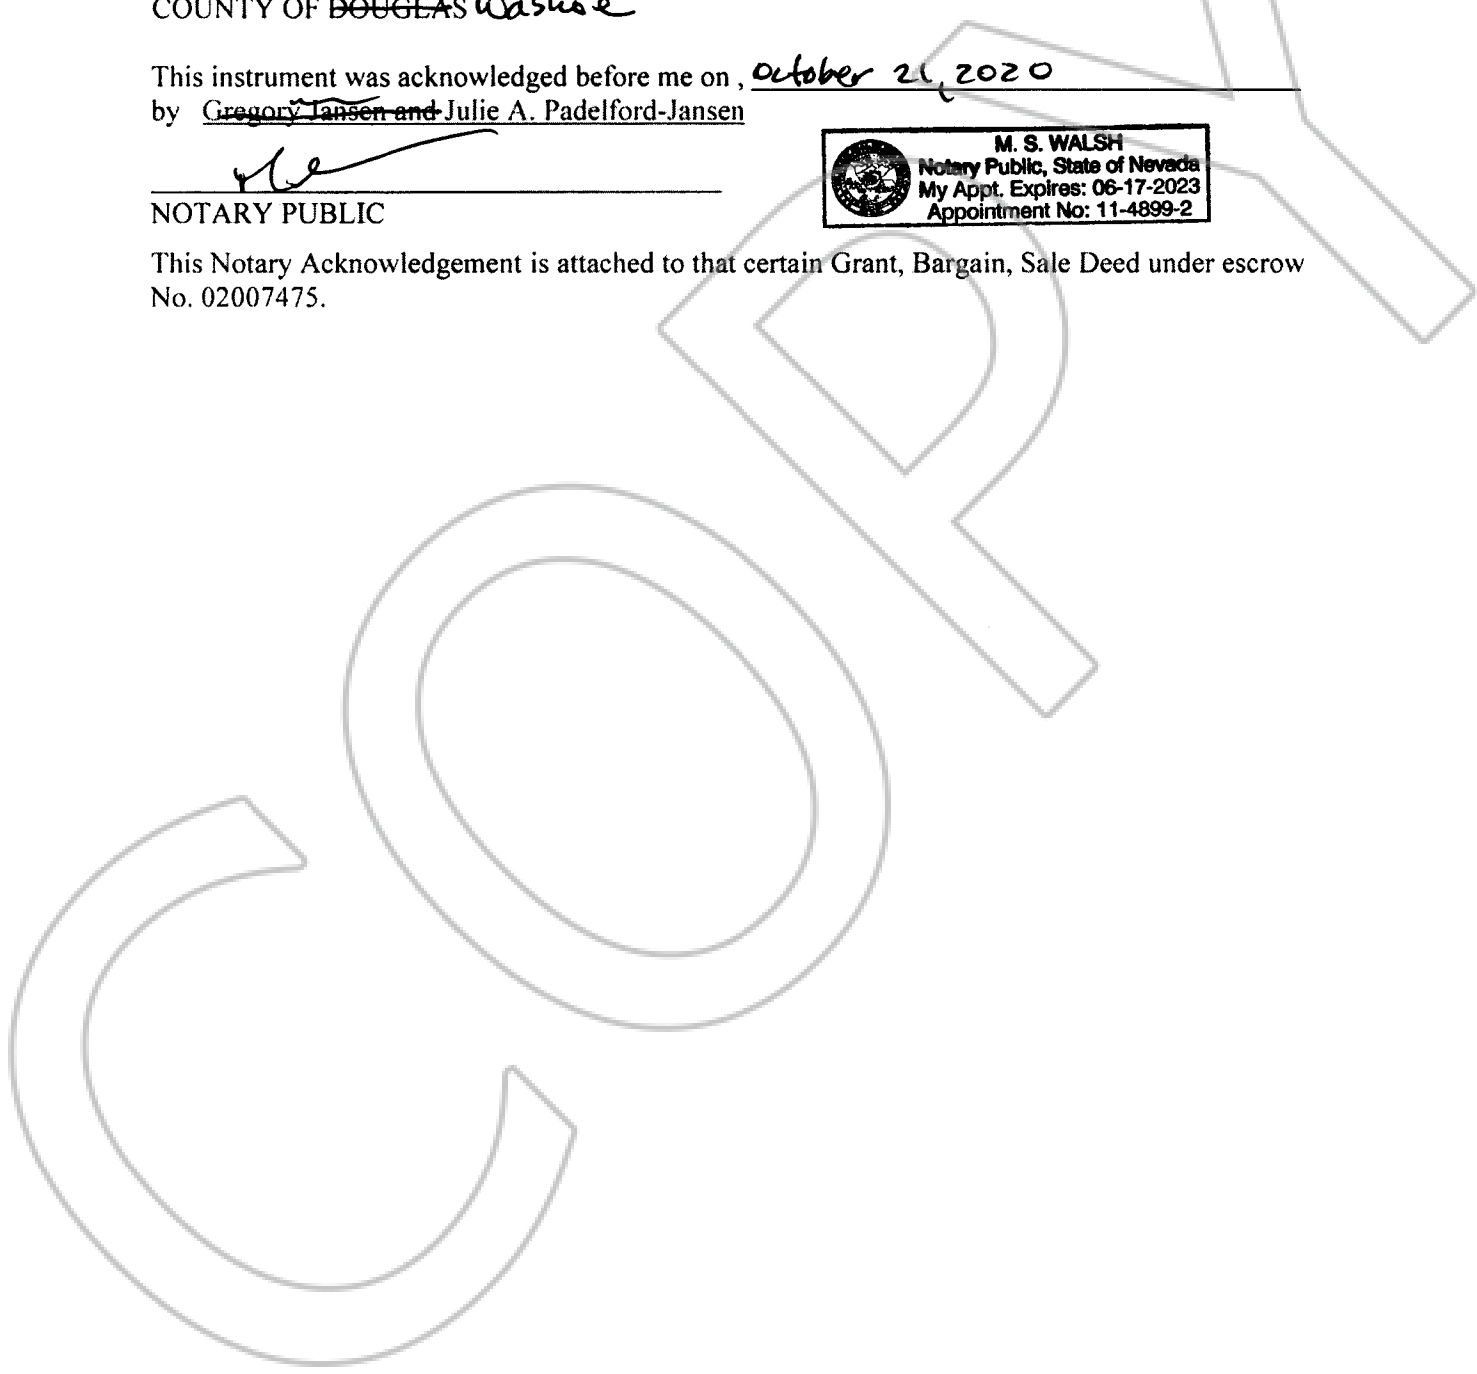 COUNTY OF DOUGLAS Washoe
This instrument was acknowledged before me on , October 21, 2020
by Gregory Jansen and Julie A. Padelford-Jansen
M. S. WALSH
Notary Public, State of Nevada
My Appt. Expires: 06-17-2023
Appointment No: 11-4899-2
NOTARY PUBLIC
This Notary Acknowledgement is attached to that certain Grant, Bargain, Sale Deed under escrow
No. 02007475.
COPY